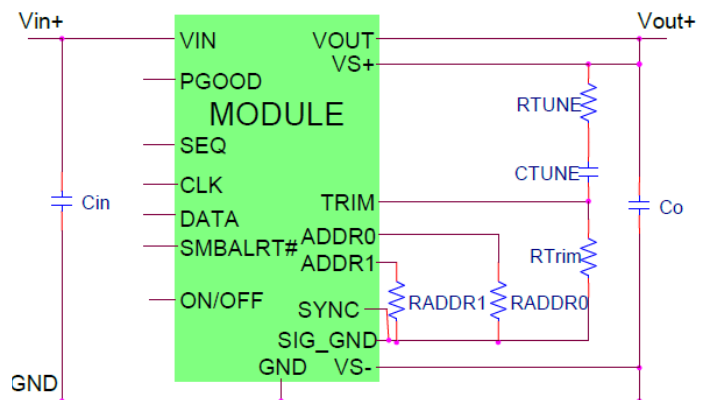 Vin+
Vout+
VIN
VOUT
VS+
PGOOD
RTUNE
MODULE
SEQ
CTUNE
CLK
Cin
TRIM
Co
DATA
ADDR0
SMBALRT#
RTrim
ADDR1
ON/OFF
RADDR1
RADDR0
SYNC
SIG_GND
GND
VS-
GND